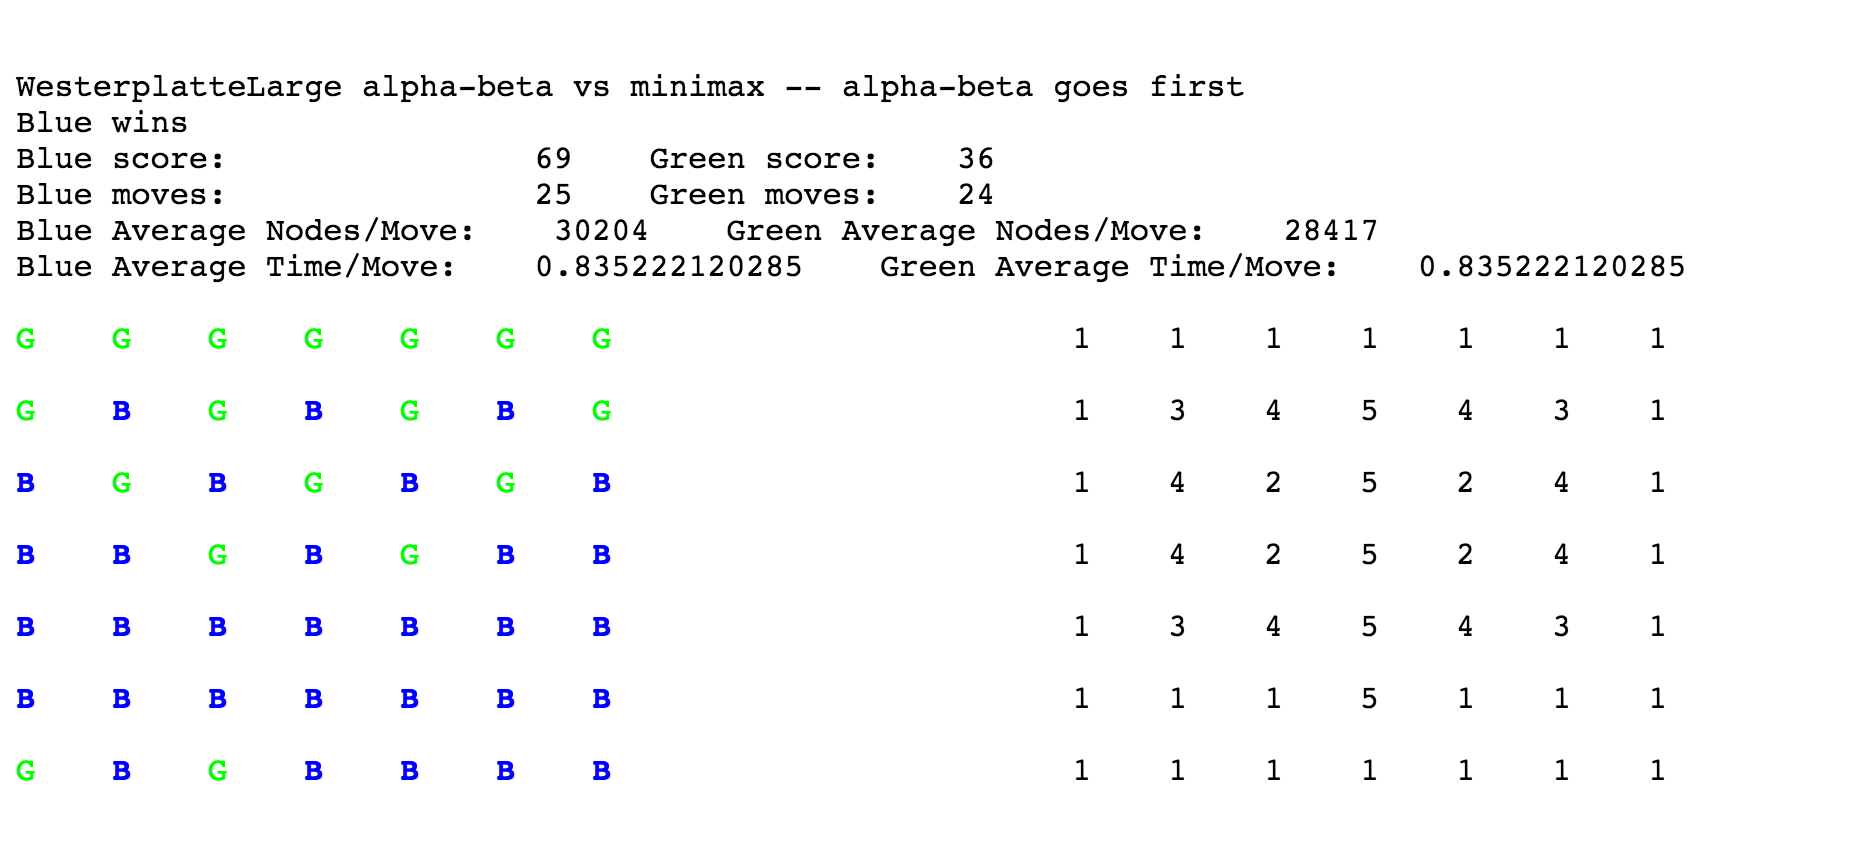 WesterplatteLarge alpha-beta vs minimax -- alpha-beta goes first
Blue wins
Blue score: 69 Green score: 36
Blue moves: 25 Green moves: 24
Blue Average Nodes/Move: 30204 Green Average Nodes/Move: 28417
Blue Average Time/Move: 0.835222120285 Green Average Time/Move: 0.835222120285
G G G G G G G 1 1 1 1 1 1 1
G B G B G B G 1 3 4 5 4 3 1
B G B G B G B 1 4 2 5 2 4 1
B B G B G B B 1 4 2 5 2 4 1
B B B B B B B 1 3 4 5 4 3 1
B B B B B B B 1 1 1 5 1 1 1
G B G B B B B 1 1 1 1 1 1 1